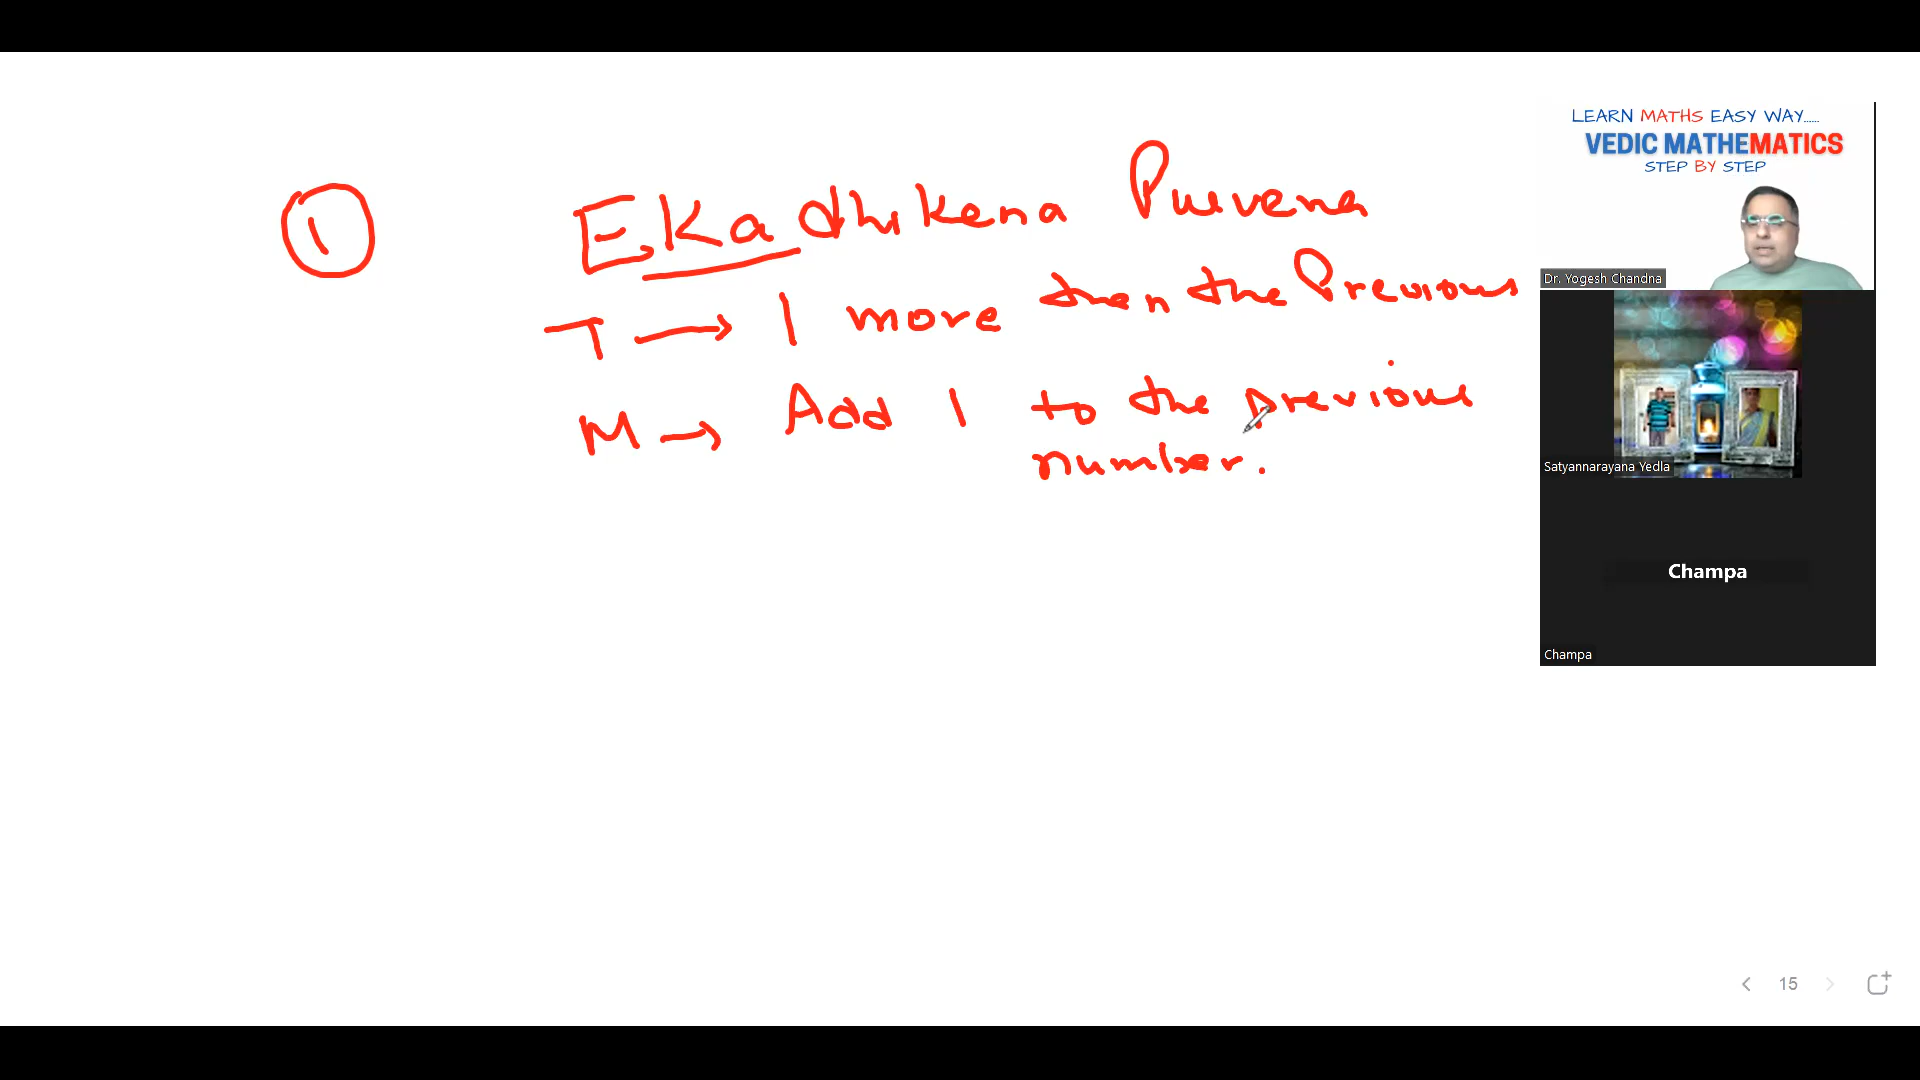 LEARN MATHS EASY WAY......
VEDIC MATHEMATICS
STEP BY STEP
1 EKadhikena Purvena
T → 1 more then the Previous
M → Add 1 to the previous
number.
Dr. Yogesh Chandna
Satyannarayana Yedla
Champa
Champa
15